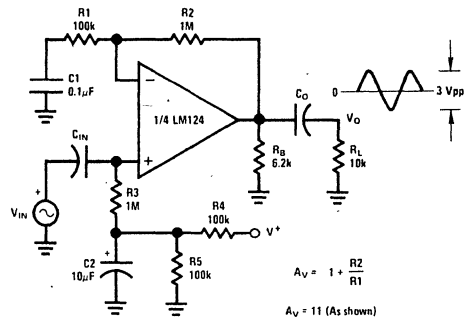 R1
100k
R2
1M
C1
0.1µF
1/4 LM124
CIN
CO
VO
0
3 Vpp
RB
6.2k
RL
10k
+
VIN
R3
1M
R4
100k
V+
C2
10µF
R5
100k
AV = 1 + R2/R1
AV = 11 (As shown)